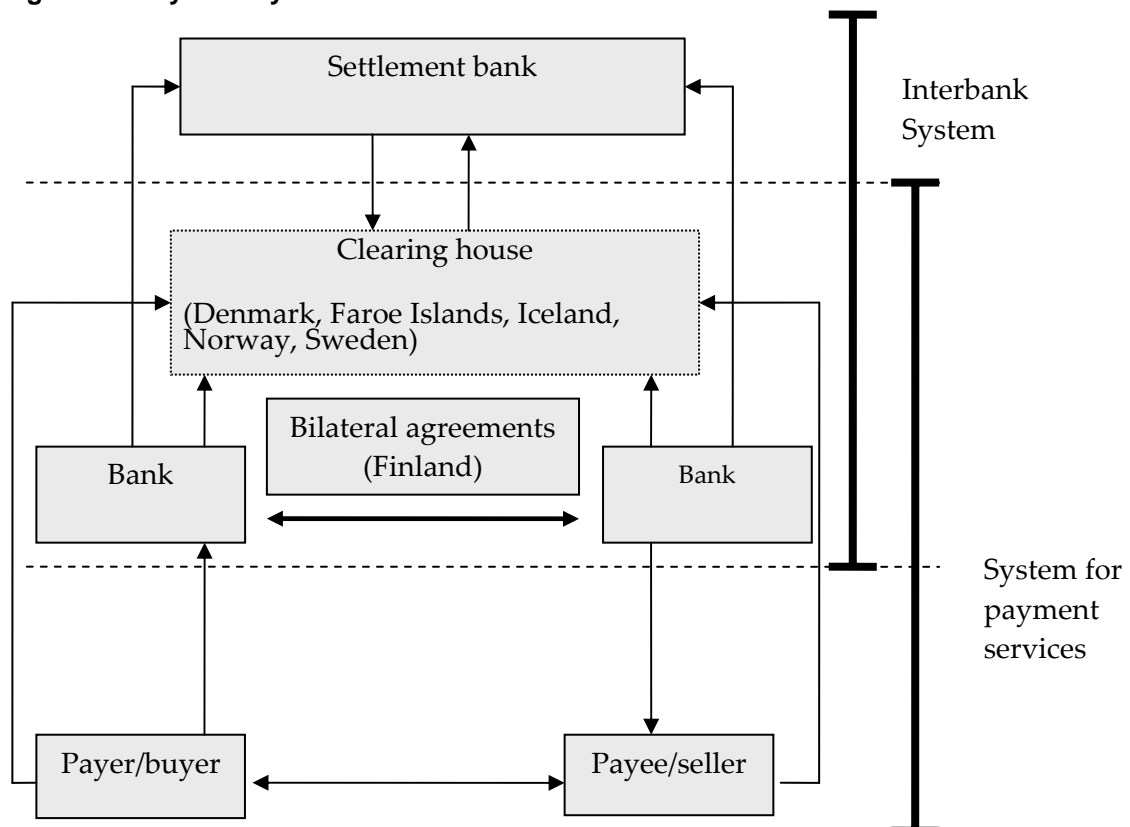 Settlement bank
Interbank
System
Clearing house
(Denmark, Faroe Islands, Iceland,
Norway, Sweden)
Bilateral agreements
(Finland)
Bank
Bank
System for
payment
services
Payer/buyer
Payee/seller